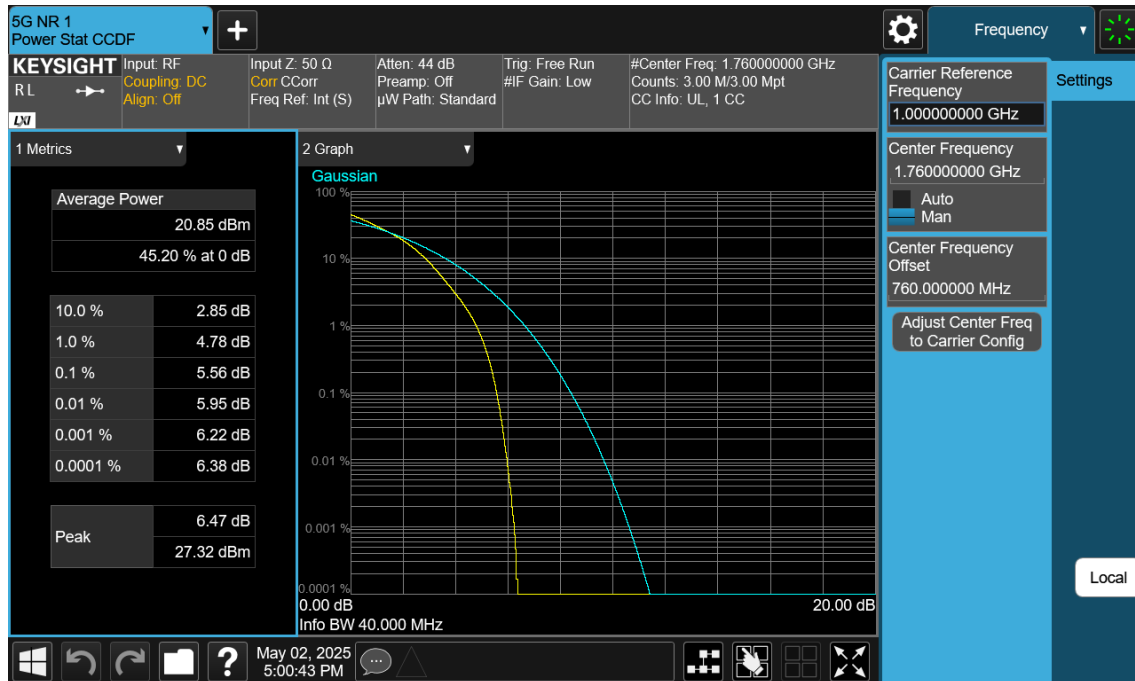 5G NR 1
Power Stat CCDF
+
Frequency
KEYSIGHT
R L
LXI
Input: RF
Coupling: DC
Align: Off
Input Z: 50 Ω
Corr CCorr
Freq Ref: Int (S)
Atten: 44 dB
Preamp: Off
µW Path: Standard
Trig: Free Run
#IF Gain: Low
#Center Freq: 1.760000000 GHz
Counts: 3.00 M/3.00 Mpt
CC Info: UL, 1 CC
Carrier Reference
Frequency
1.000000000 GHz
Settings
Center Frequency
1.760000000 GHz
Auto
Man
Center Frequency
Offset
760.000000 MHz
Adjust Center Freq
to Carrier Config
Local
1 Metrics
Average Power
20.85 dBm
45.20 % at 0 dB
10.0 % 2.85 dB
1.0 % 4.78 dB
0.1 % 5.56 dB
0.01 % 5.95 dB
0.001 % 6.22 dB
0.0001 % 6.38 dB
Peak
6.47 dB
27.32 dBm
2 Graph
Gaussian
100 %
10 %
1 %
0.1 %
0.01 %
0.001 %
0.0001 %
0.00 dB 20.00 dB
Info BW 40.000 MHz
?
May 02, 2025
5:00:43 PM